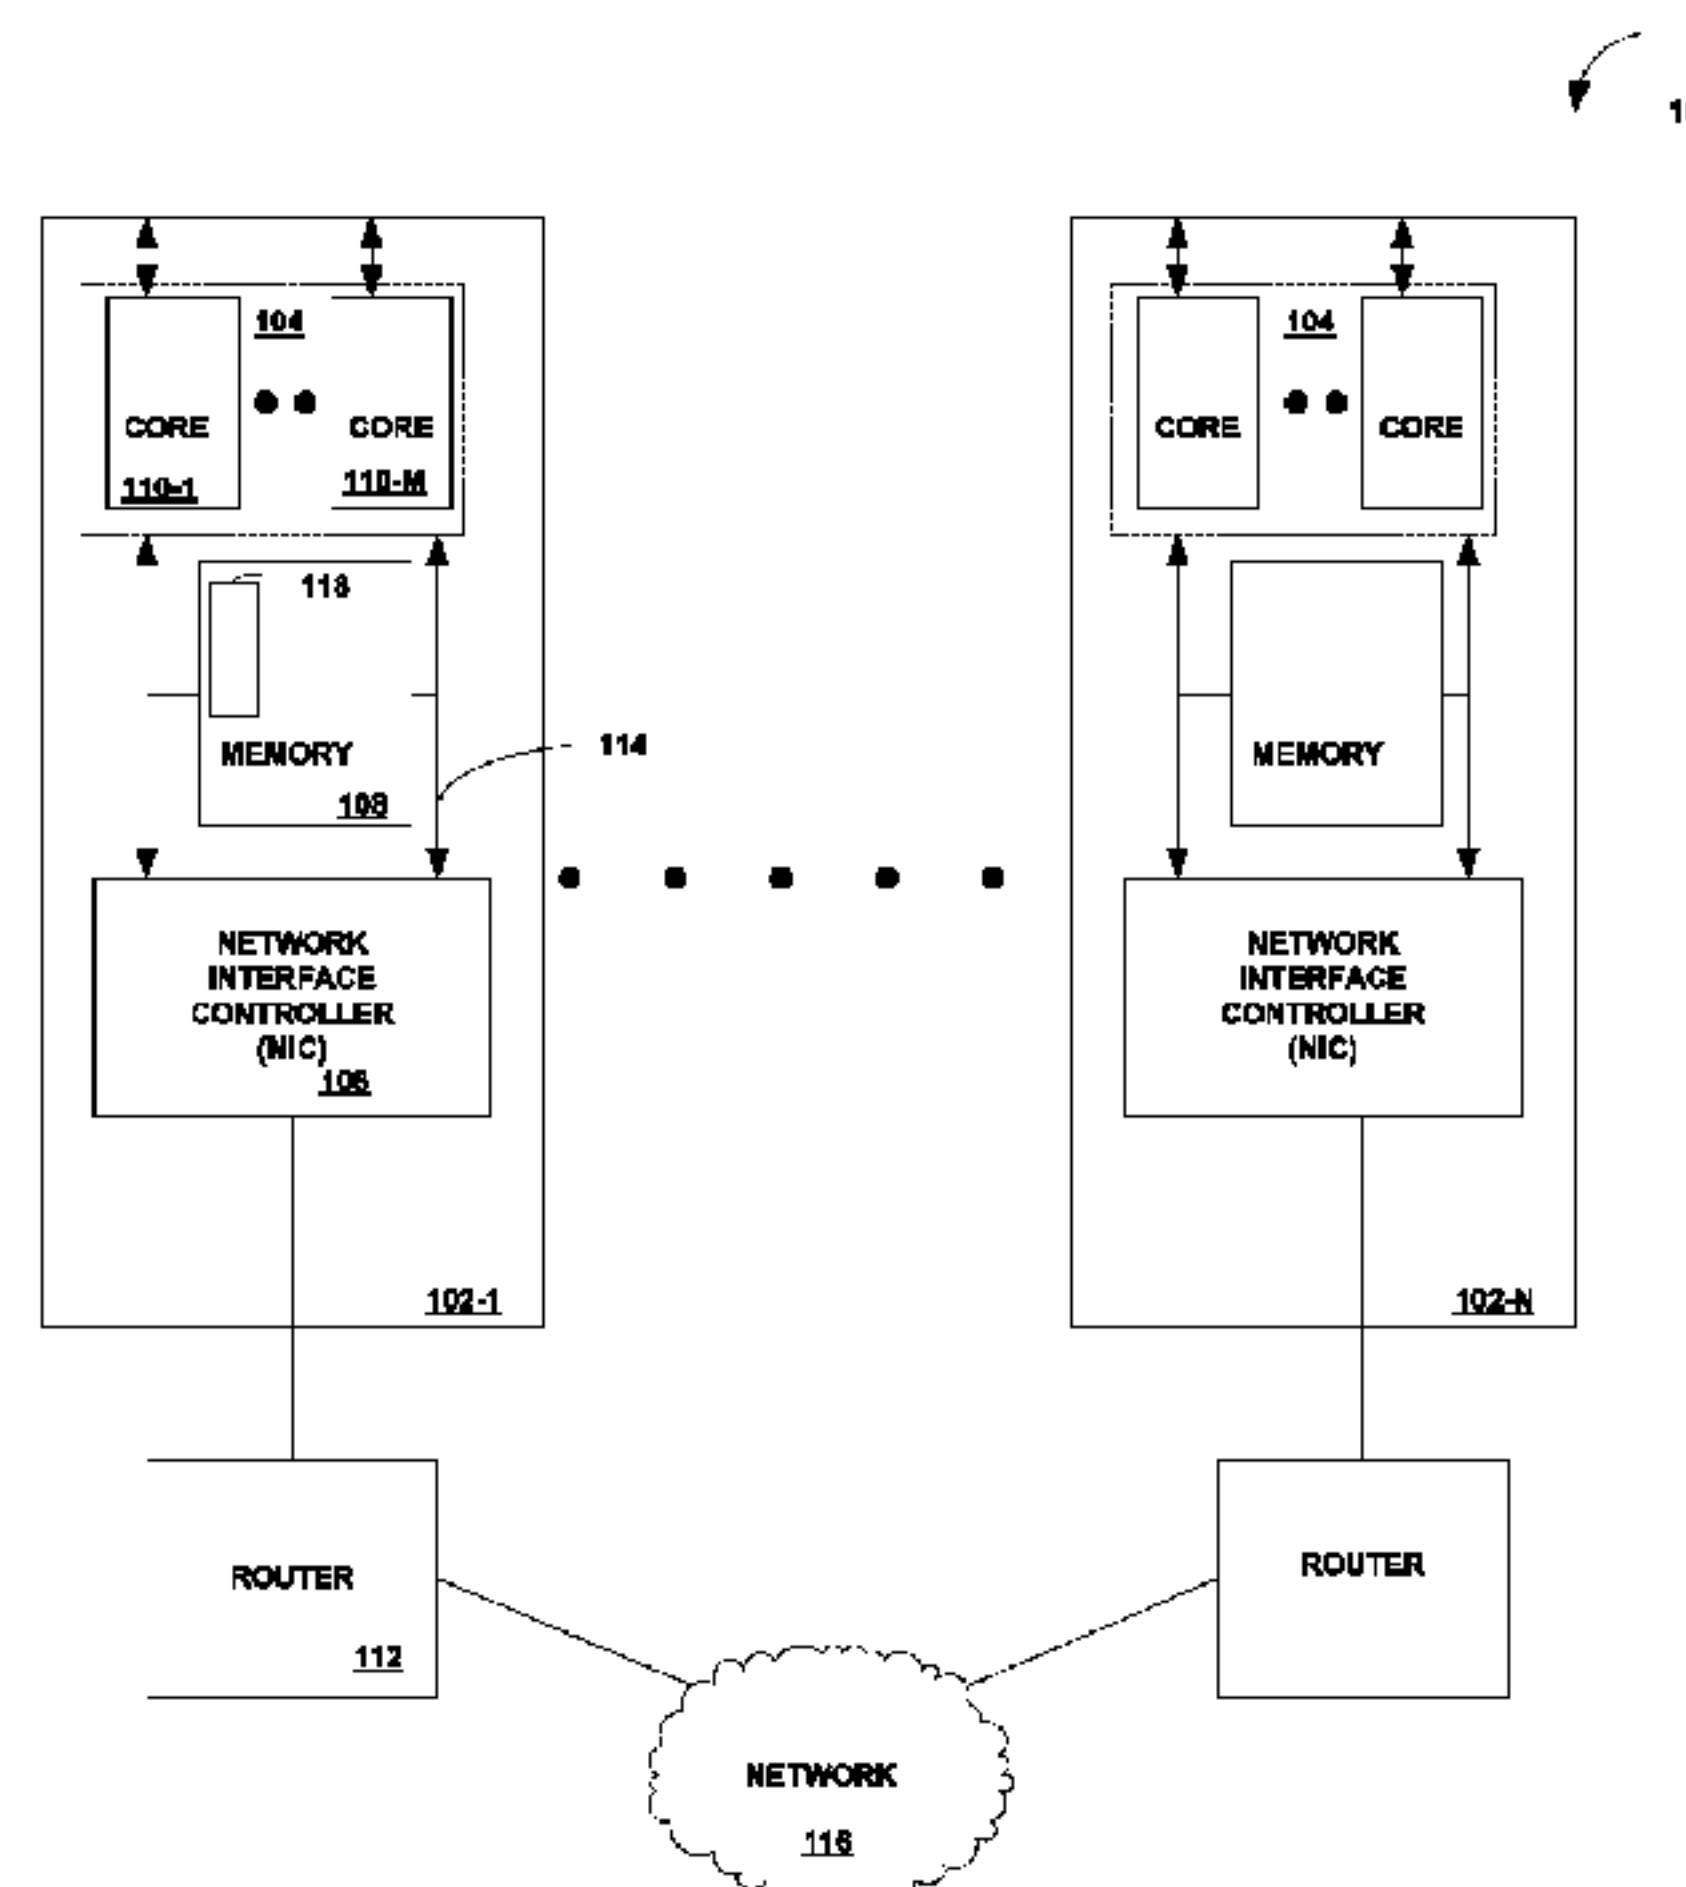 104
CORE
110-1
CORE
110-M
118
MEMORY
108
114
NETWORK
INTERFACE
CONTROLLER
(NIC)
106
102-1
104
CORE
CORE
MEMORY
NETWORK
INTERFACE
CONTROLLER
(NIC)
102-N
ROUTER
112
ROUTER
NETWORK
116